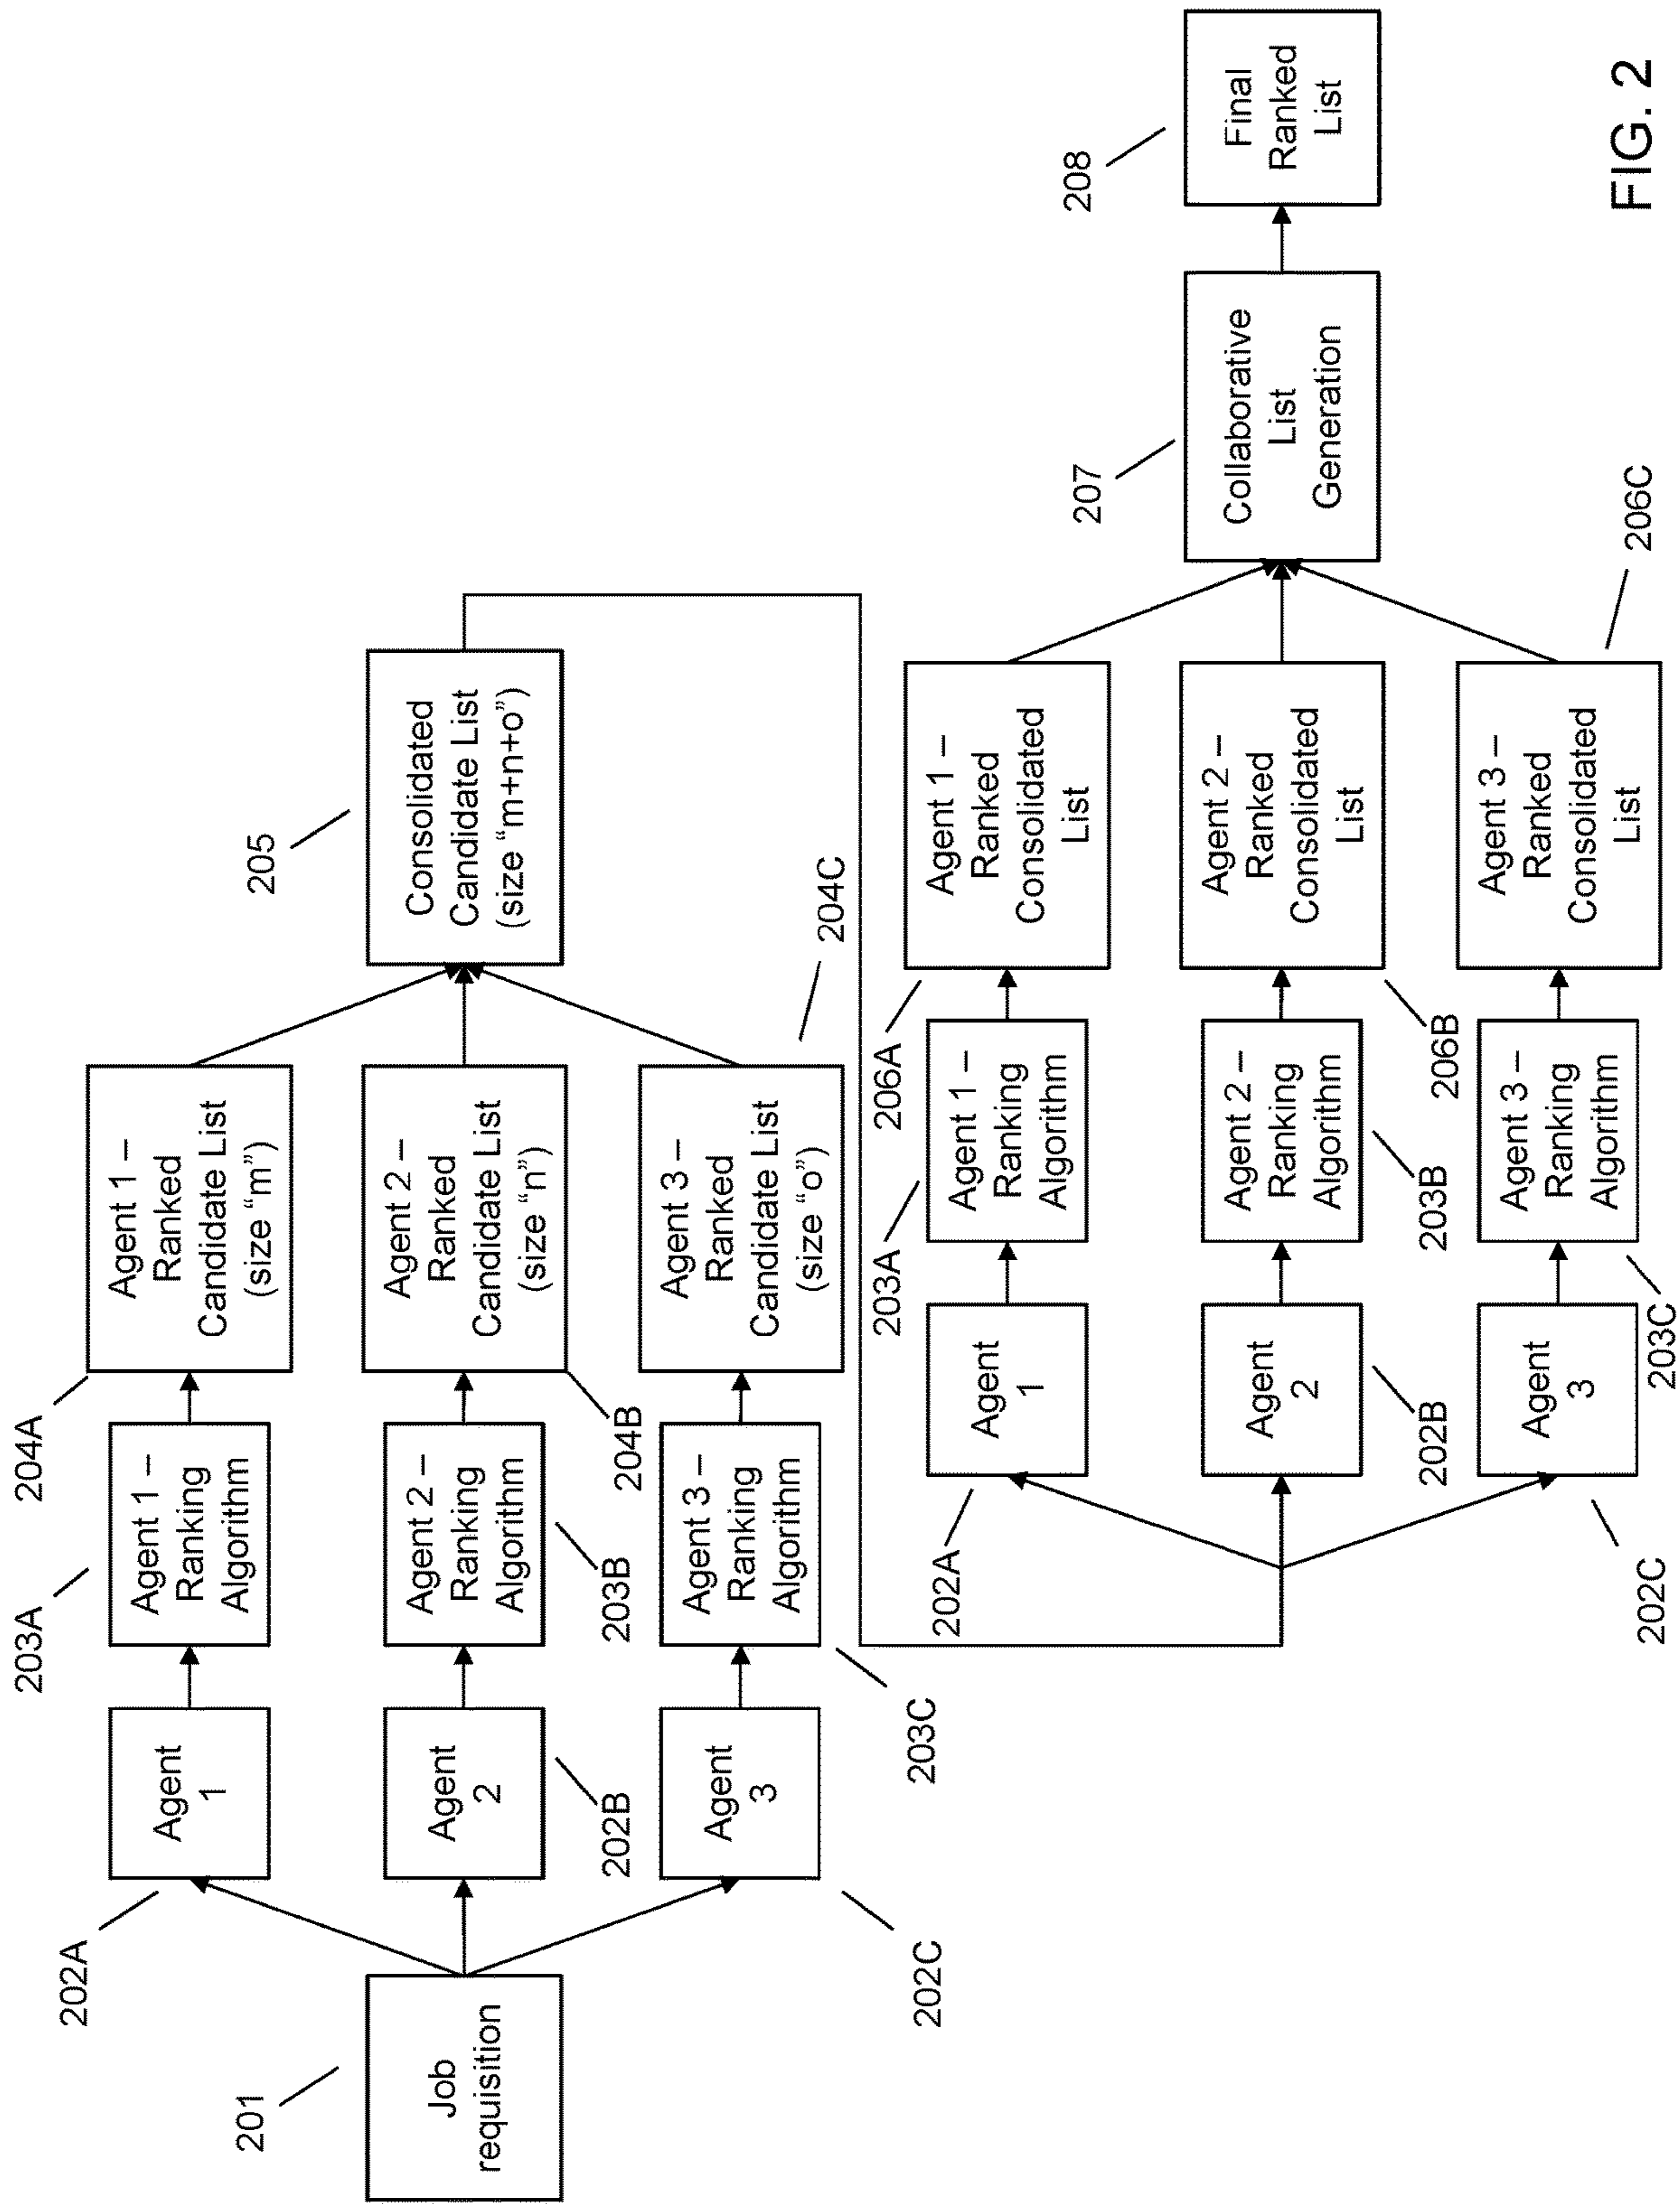 201
Job
requisition
202A
Agent
1
202B
Agent
2
202C
Agent
3
203A
Agent 1 –
Ranking
Algorithm
203B
Agent 2 –
Ranking
Algorithm
203C
Agent 3 –
Ranking
Algorithm
204A
Agent 1 –
Ranked
Candidate List
(size “m”)
204B
Agent 2 –
Ranked
Candidate List
(size “n”)
204C
Agent 3 –
Ranked
Candidate List
(size “o”)
205
Consolidated
Candidate List
(size “m+n+o”)
202A
Agent
1
202B
Agent
2
202C
Agent
3
203A
Agent 1 –
Ranking
Algorithm
203B
Agent 2 –
Ranking
Algorithm
203C
Agent 3 –
Ranking
Algorithm
206A
Agent 1 –
Ranked
Consolidated
List
206B
Agent 2 –
Ranked
Consolidated
List
206C
Agent 3 –
Ranked
Consolidated
List
207
Collaborative
List
Generation
208
Final
Ranked
List
FIG. 2